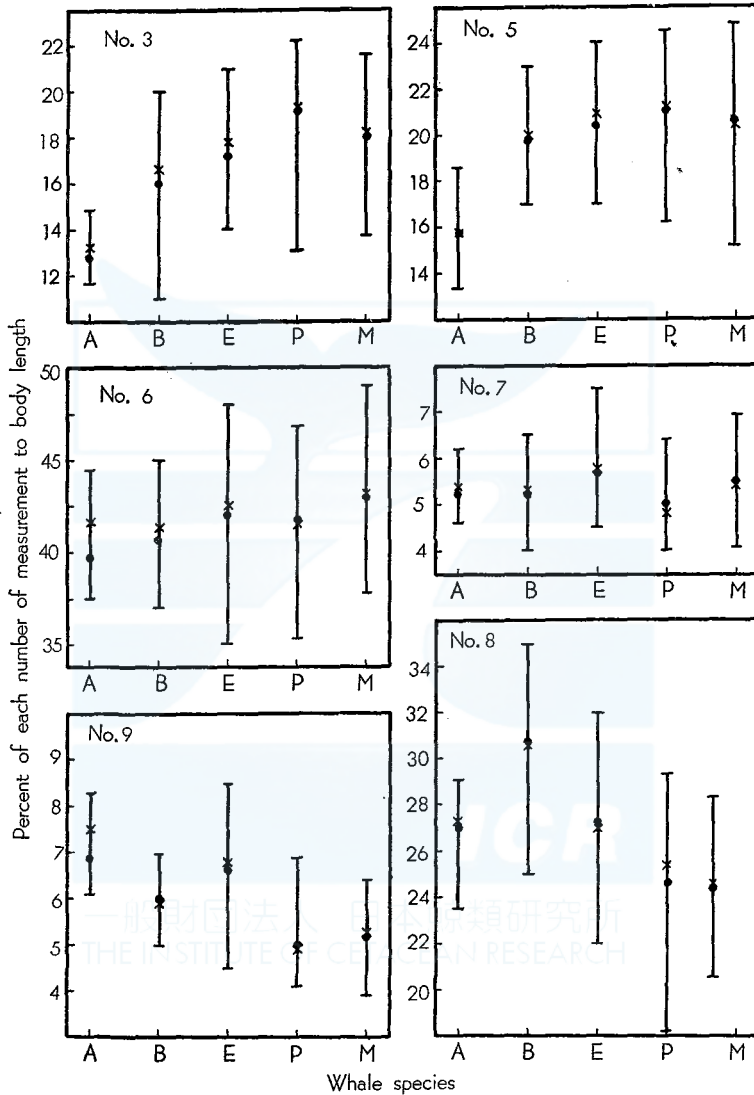 Percent of each number of measurement to body length
No. 3
22
20
18
16
14
12
A B E P M
No. 5
24
22
20
18
16
14
A B E P M
No. 6
50
45
40
35
A B E P M
No. 7
7
6
5
4
A B E P M
No. 9
9
8
7
6
5
4
A B E P M
No. 8
34
32
30
28
26
24
22
20
A B E P M
Whale species
ICR
一般財団法人 日本鯨類研究所
THE INSTITUTE OF CETACEAN RESEARCH